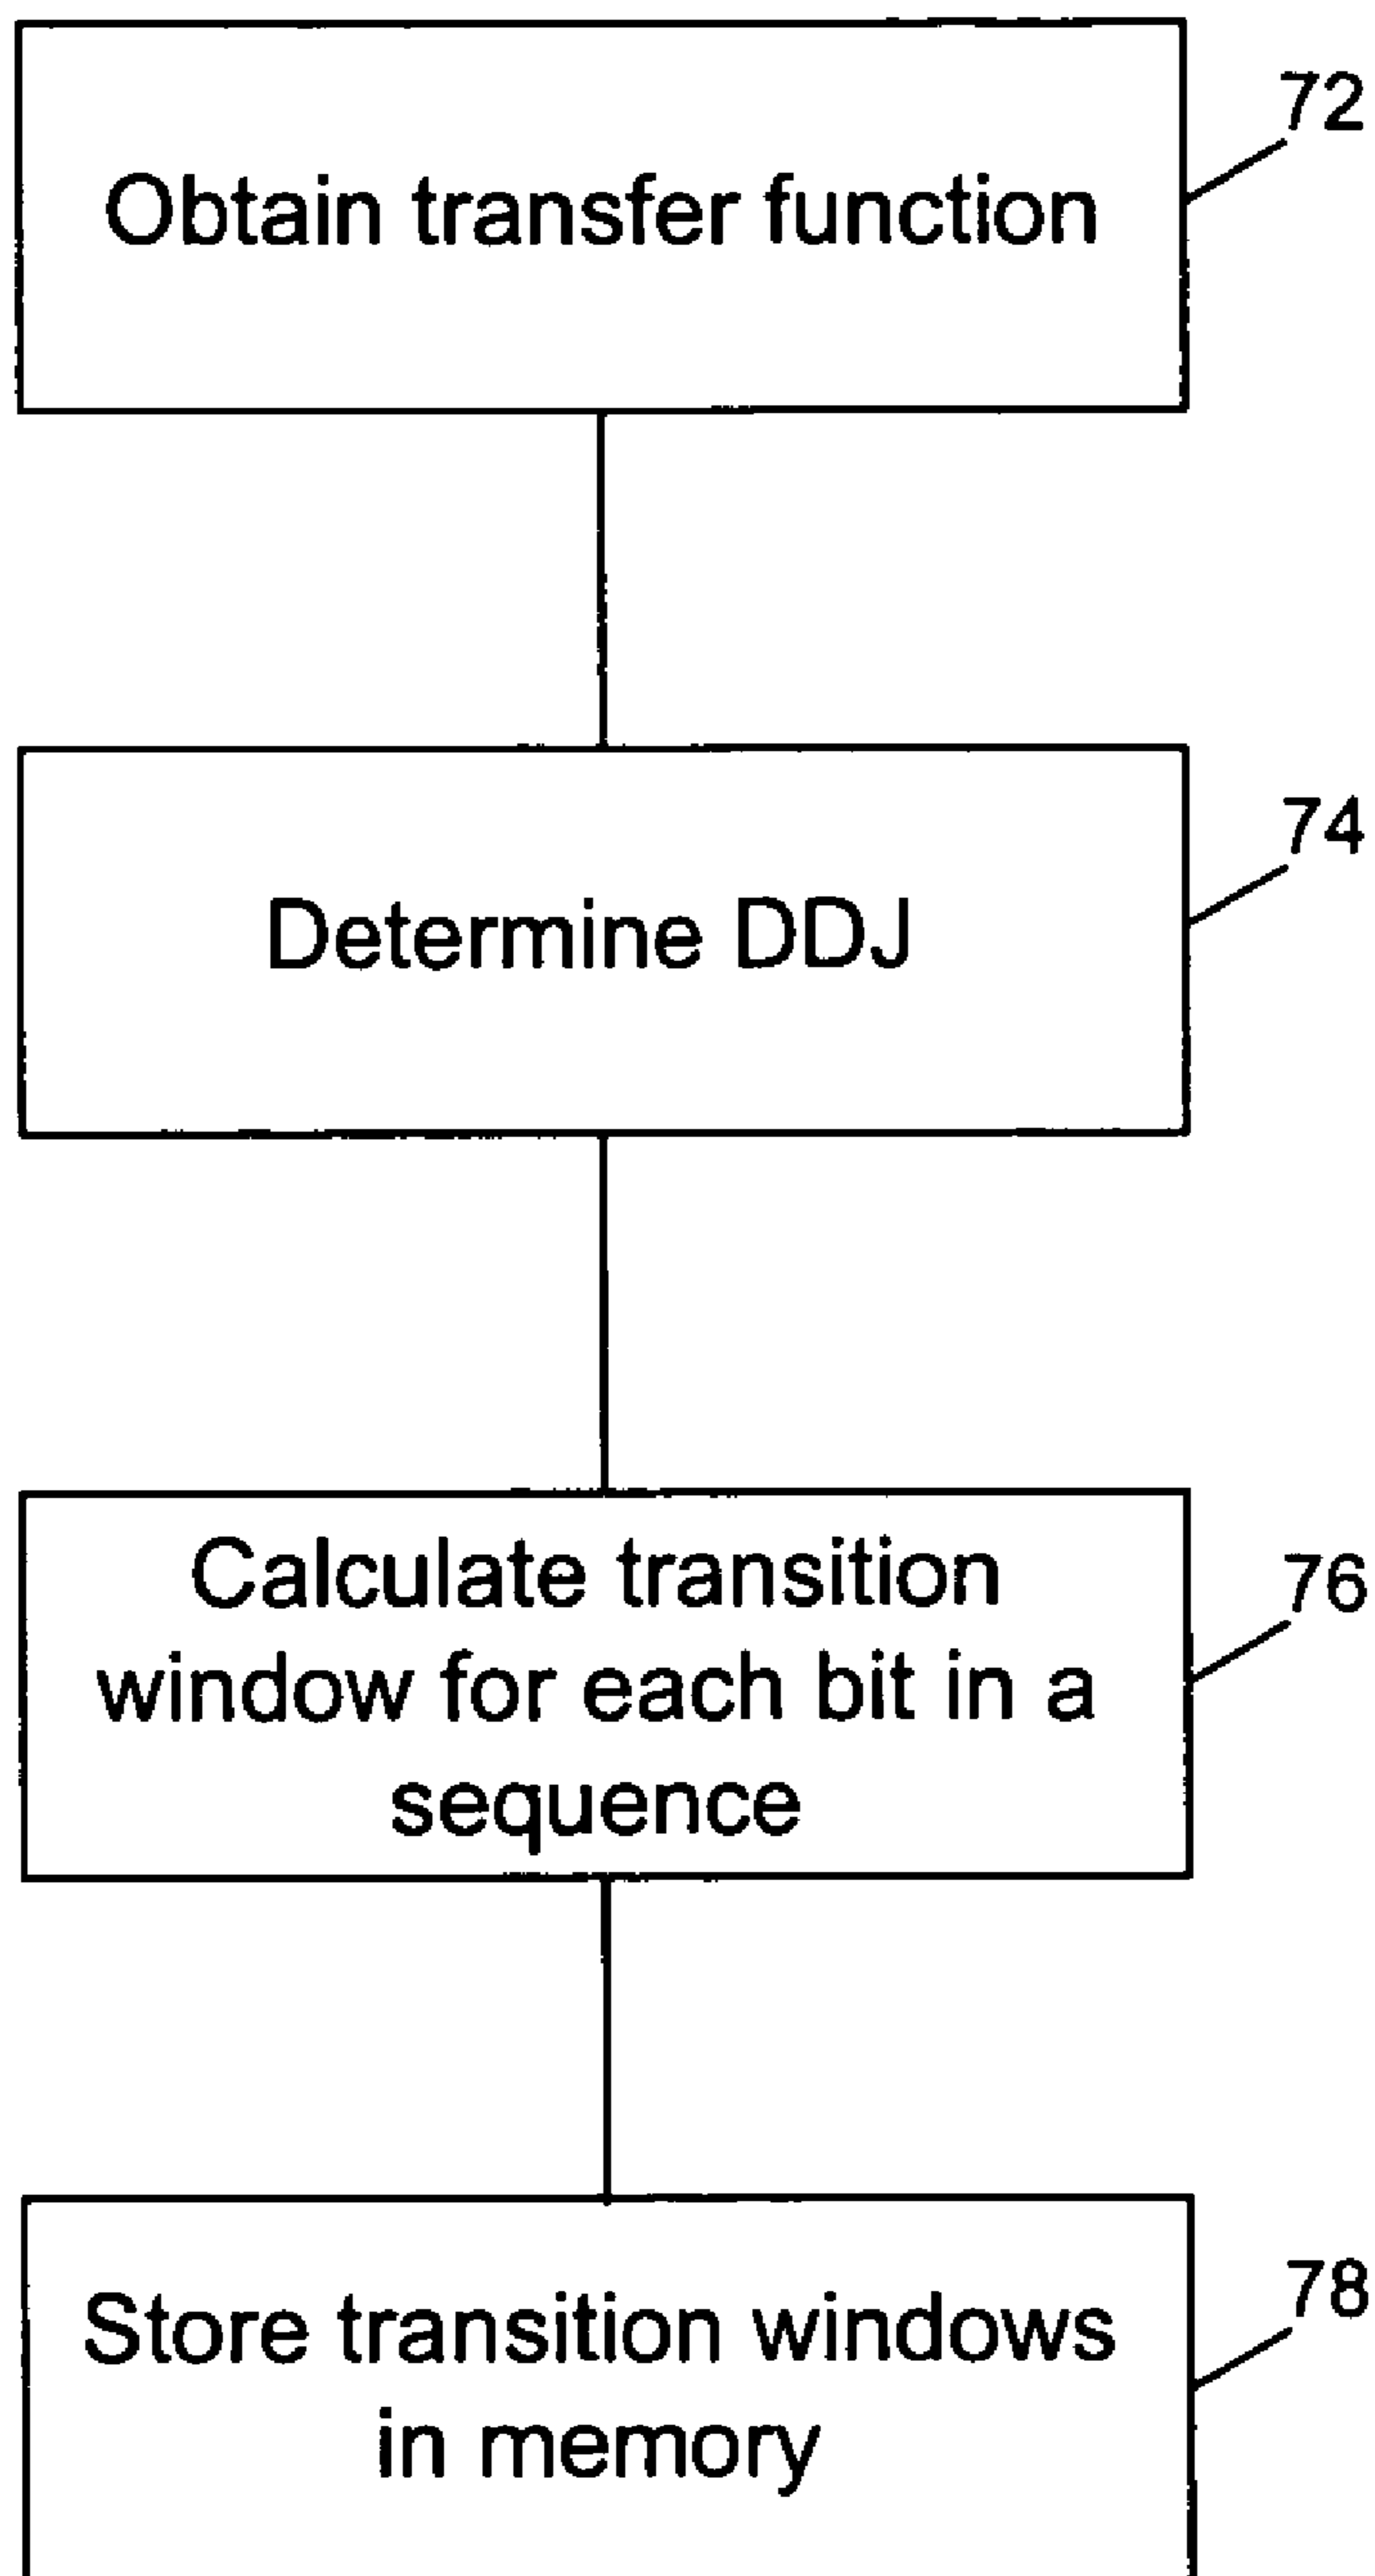 72
Obtain transfer function
74
Determine DDJ
76
Calculate transition
window for each bit in a
sequence
78
Store transition windows
in memory